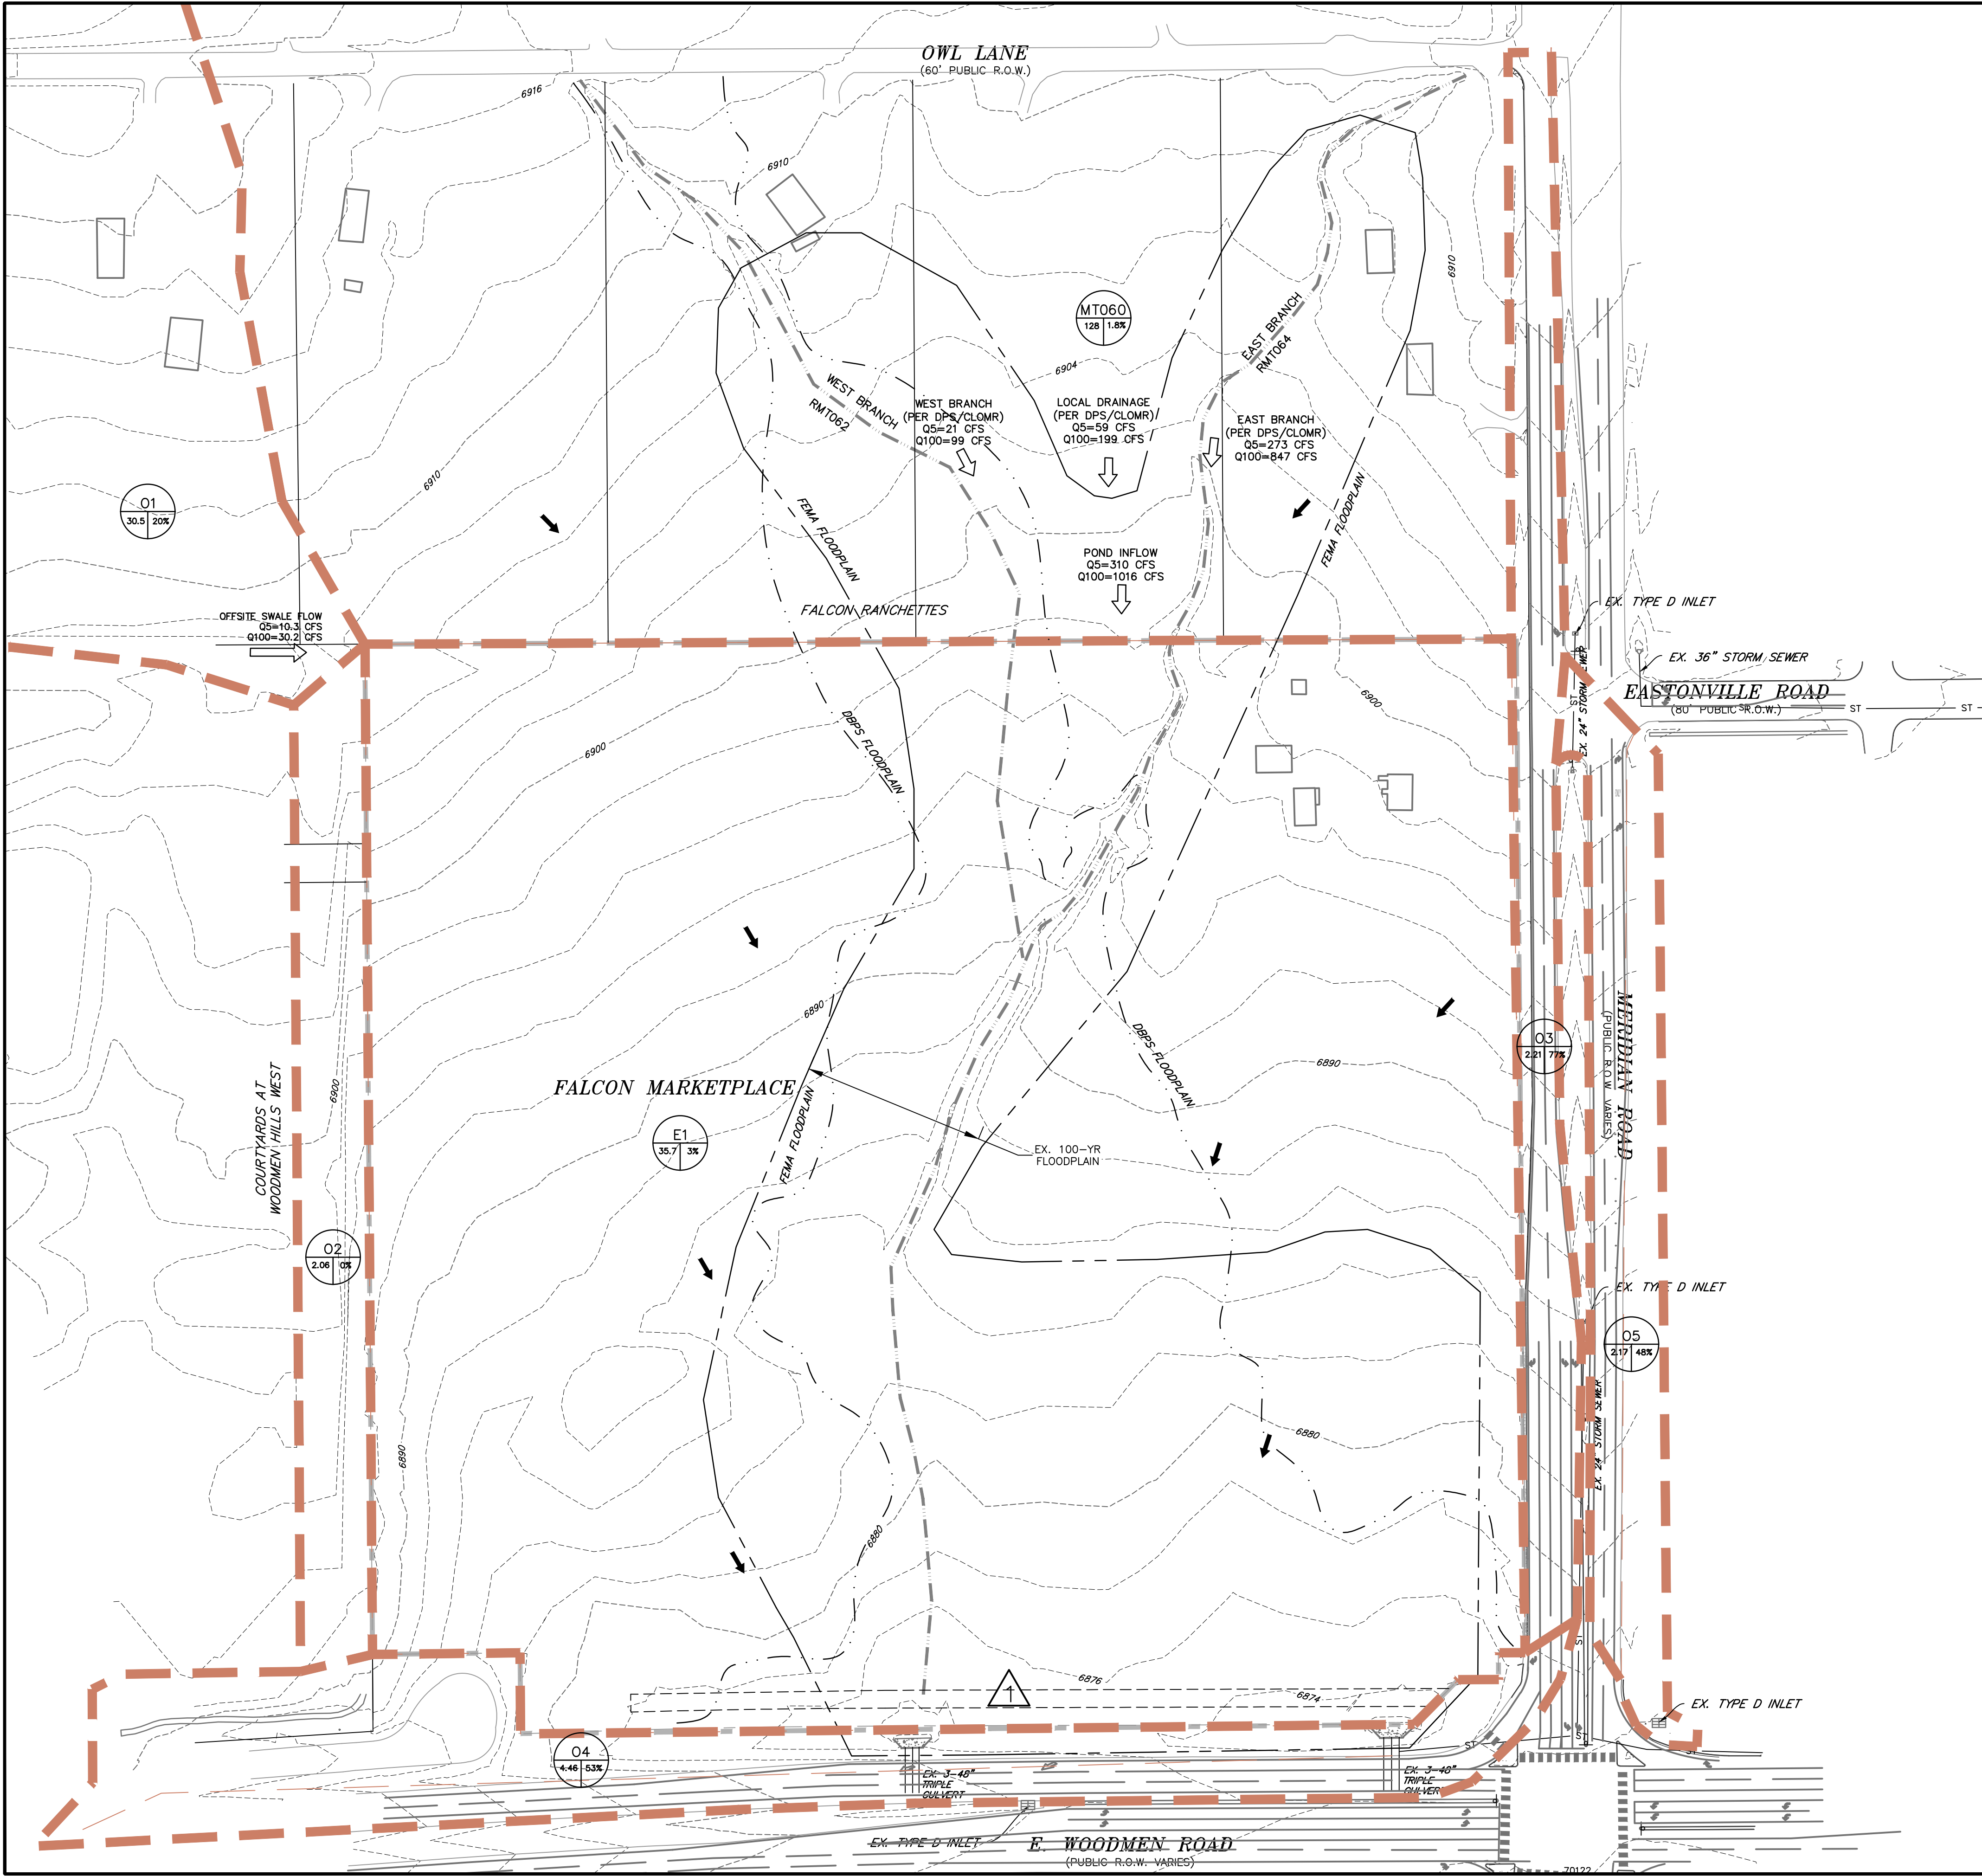 OWL LANE
(60' PUBLIC R.O.W.)
6916
6910
6910
MT060
128 1.8%
EAST BRANCH
RMT064
6904
WEST BRANCH
RMT062
WEST BRANCH
(PER DPS/CLOMR)
Q5=21 CFS
Q100=99 CFS
LOCAL DRAINAGE
(PER DPS/CLOMR)
Q5=59 CFS
Q100=199 CFS
EAST BRANCH
(PER DPS/CLOMR)
Q5=273 CFS
Q100=847 CFS
6910
O1
30.5 20%
FEMA FLOODPLAIN
FEMA FLOODPLAIN
POND INFLOW
Q5=310 CFS
Q100=1016 CFS
FALCON RANCHETTES
OFFSITE SWALE FLOW
Q5=10.3 CFS
Q100=30.2 CFS
EX. TYPE D INLET
EX. 36" STORM SEWER
EX. 24" STORM SEWER
ST
EASTONVILLE ROAD
(80' PUBLIC R.O.W.)
ST
ST
6900
6900
DBPS FLOODPLAIN
6890
DBPS FLOODPLAIN
6890
O3
2.21 77%
MERIDIAN ROAD
(PUBLIC R.O.W. VARIES)
COURTYARDS AT
WOODMEN HILLS WEST
6900
FALCON MARKETPLACE
E1
35.7 3%
FEMA FLOODPLAIN
EX. 100-YR
FLOODPLAIN
O2
2.06 0%
EX. TYPE D INLET
O5
2.17 48%
EX. 24" STORM SEWER
6890
6880
6880
ST
6876
1
6874
EX. TYPE D INLET
O4
4.46 53%
ST
ST
ST
EX. 3-48"
TRIPLE
CULVERT
EX. 3-48"
TRIPLE
CULVERT
EX. TYPE D INLET
E. WOODMEN ROAD
(PUBLIC R.O.W. VARIES)
70122